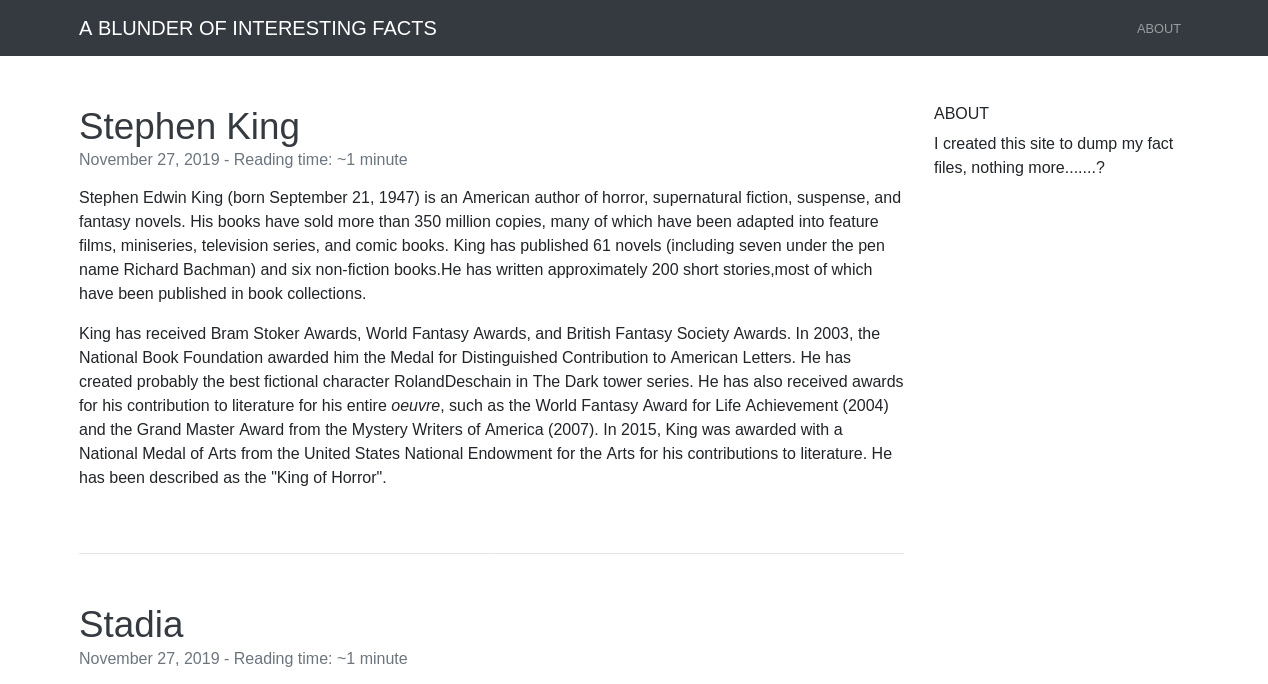 A BLUNDER OF INTERESTING FACTS
ABOUT
Stephen King
November 27, 2019 - Reading time: ~1 minute
Stephen Edwin King (born September 21, 1947) is an American author of horror, supernatural fiction, suspense, and
fantasy novels. His books have sold more than 350 million copies, many of which have been adapted into feature
films, miniseries, television series, and comic books. King has published 61 novels (including seven under the pen
name Richard Bachman) and six non-fiction books.He has written approximately 200 short stories,most of which
have been published in book collections.
King has received Bram Stoker Awards, World Fantasy Awards, and British Fantasy Society Awards. In 2003, the
National Book Foundation awarded him the Medal for Distinguished Contribution to American Letters. He has
created probably the best fictional character RolandDeschain in The Dark tower series. He has also received awards
for his contribution to literature for his entire oeuvre, such as the World Fantasy Award for Life Achievement (2004)
and the Grand Master Award from the Mystery Writers of America (2007). In 2015, King was awarded with a
National Medal of Arts from the United States National Endowment for the Arts for his contributions to literature. He
has been described as the "King of Horror".
Stadia
November 27, 2019 - Reading time: ~1 minute
ABOUT
I created this site to dump my fact
files, nothing more.......?